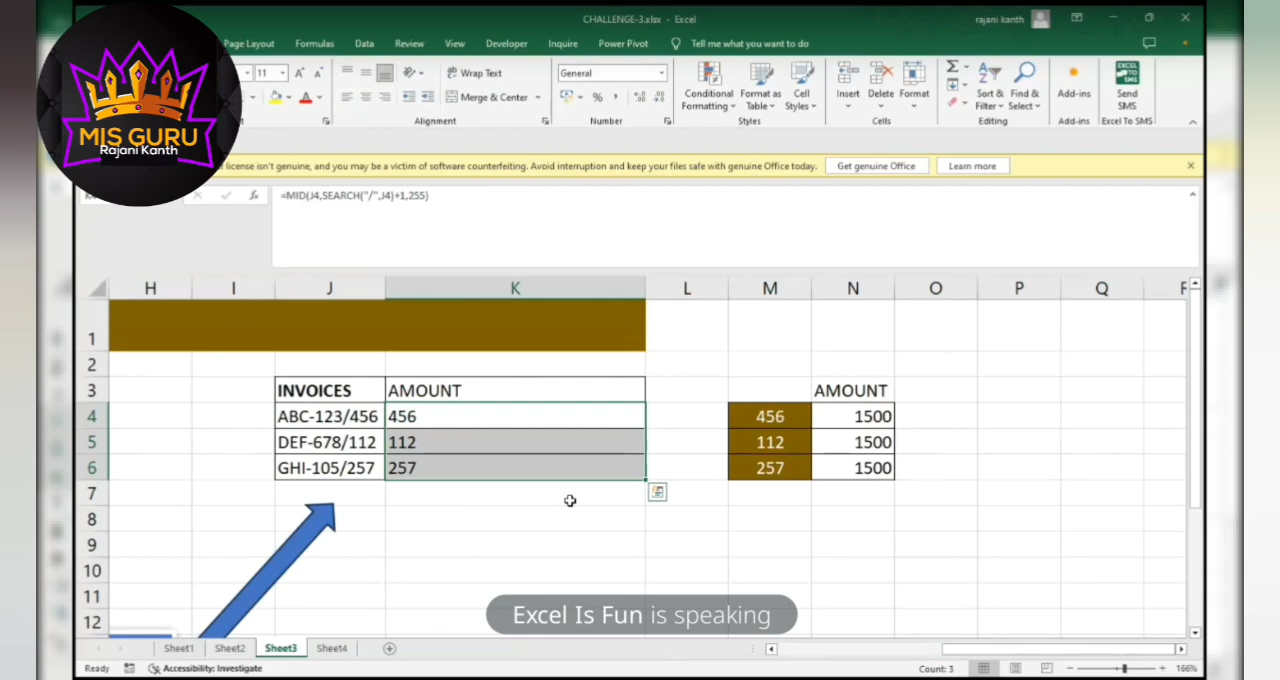 CHALLENGE-3.xlsx - Excel
rajani kanth
Page Layout Formulas Data Review View Developer Inquire Power Pivot Tell me what you want to do
11 A A Wrap Text General Conditional Formatting Format as Table Cell Styles Insert Delete Format Sort & Filter Find & Select Add-ins Send SMS
Merge & Center %
Alignment Number Styles Cells Editing Add-ins Excel To SMS
EXCEL TO SMS
MIS GURU
Rajani Kanth
license isn't genuine, and you may be a victim of software counterfeiting. Avoid interruption and keep your files safe with genuine Office today. Get genuine Office Learn more
fx =MID(J4,SEARCH("/",J4)+1,255)
H I J K L M N O P Q
1
2
3 INVOICES AMOUNT AMOUNT
4 ABC-123/456 456 456 1500
5 DEF-678/112 112 112 1500
6 GHI-105/257 257 257 1500
7
8
9
10
11
12
Excel Is Fun is speaking
Sheet1 Sheet2 Sheet3 Sheet4
Ready Accessibility: Investigate Count: 3 166%